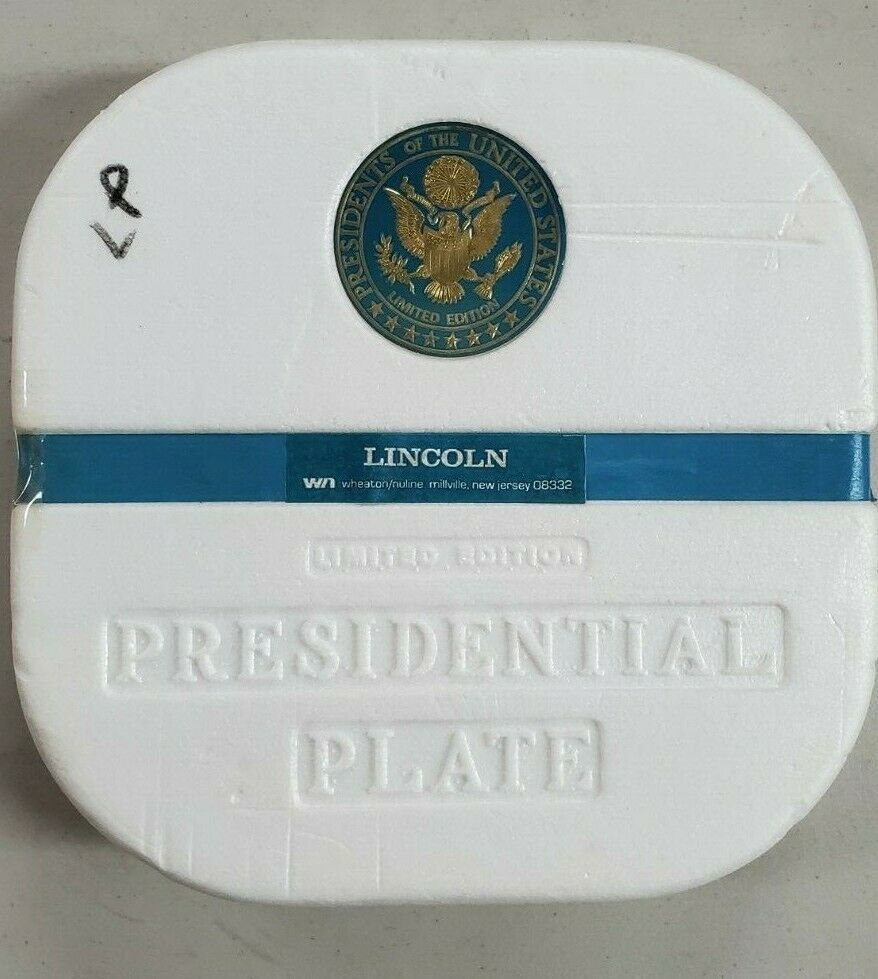 PRESIDENTS OF THE UNITED STATES
LIMITED EDITION
LINCOLN
wn wheaton/nuline millville, new jersey 08332
LIMITED EDITION
PRESIDENTIAL
PLATE